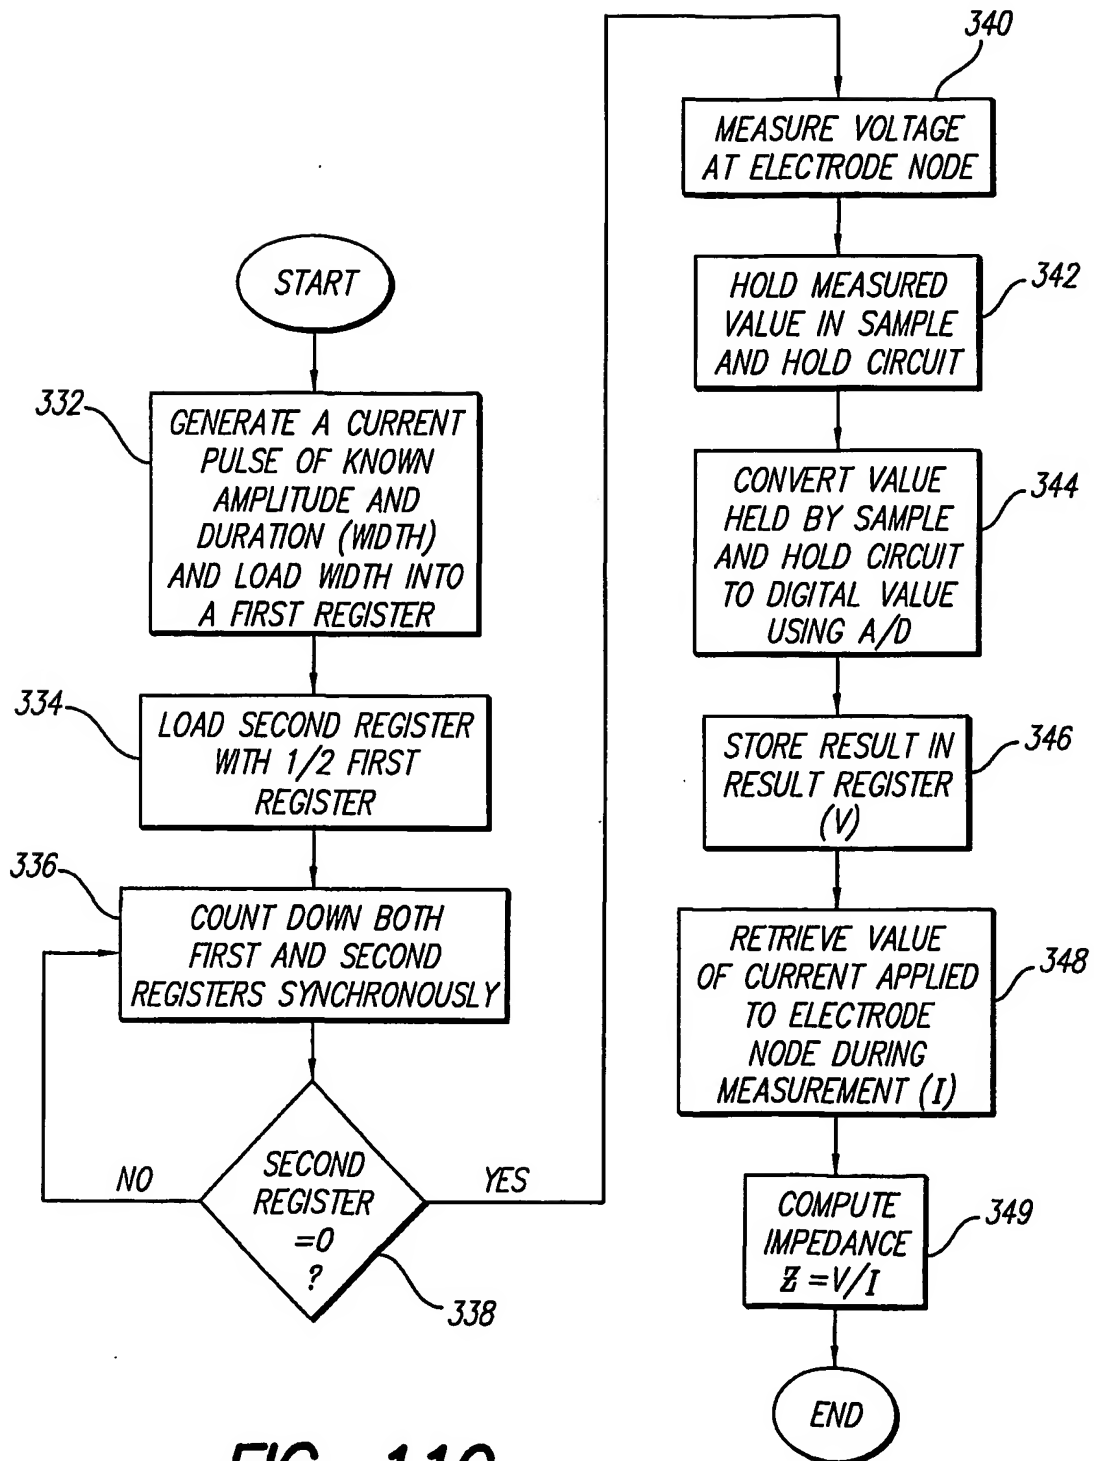 START
332
GENERATE A CURRENT
PULSE OF KNOWN
AMPLITUDE AND
DURATION (WIDTH)
AND LOAD WIDTH INTO
A FIRST REGISTER
334
LOAD SECOND REGISTER
WITH 1/2 FIRST
REGISTER
336
COUNT DOWN BOTH
FIRST AND SECOND
REGISTERS SYNCHRONOUSLY
NO
SECOND
REGISTER
=0
?
YES
338
340
MEASURE VOLTAGE
AT ELECTRODE NODE
342
HOLD MEASURED
VALUE IN SAMPLE
AND HOLD CIRCUIT
344
CONVERT VALUE
HELD BY SAMPLE
AND HOLD CIRCUIT
TO DIGITAL VALUE
USING A/D
346
STORE RESULT IN
RESULT REGISTER
(V)
348
RETRIEVE VALUE
OF CURRENT APPLIED
TO ELECTRODE
NODE DURING
MEASUREMENT (I)
349
COMPUTE
IMPEDANCE
Z=V/I
END